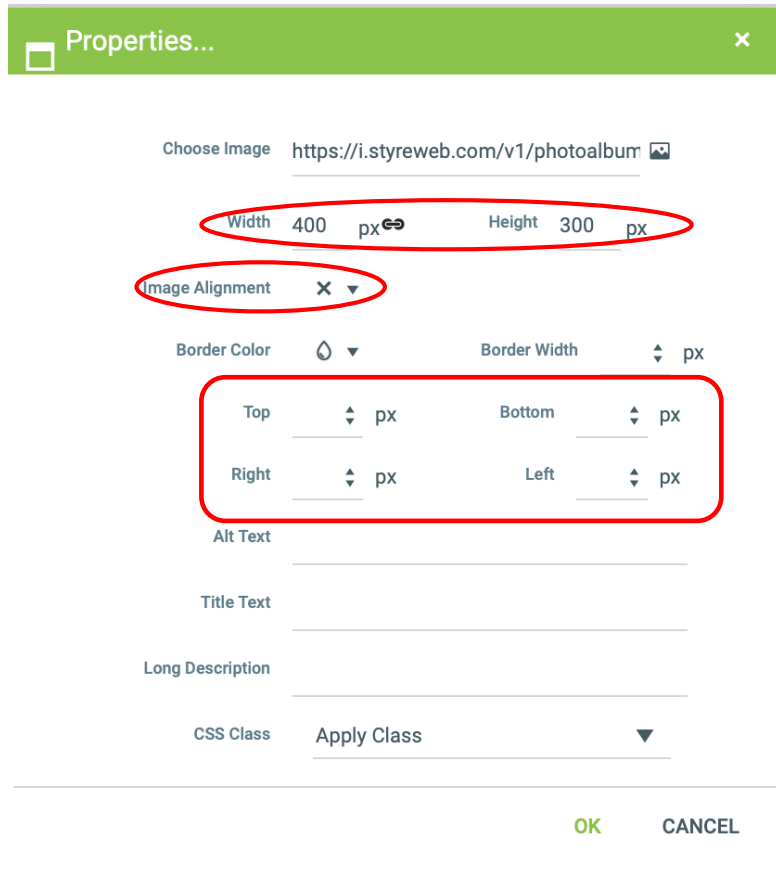 Properties...
Choose Image https://i.styreweb.com/v1/photoalbum
Width 400 px Height 300 px
Image Alignment
Border Color Border Width px
Top px Bottom px
Right px Left px
Alt Text
Title Text
Long Description
CSS Class Apply Class
OK CANCEL